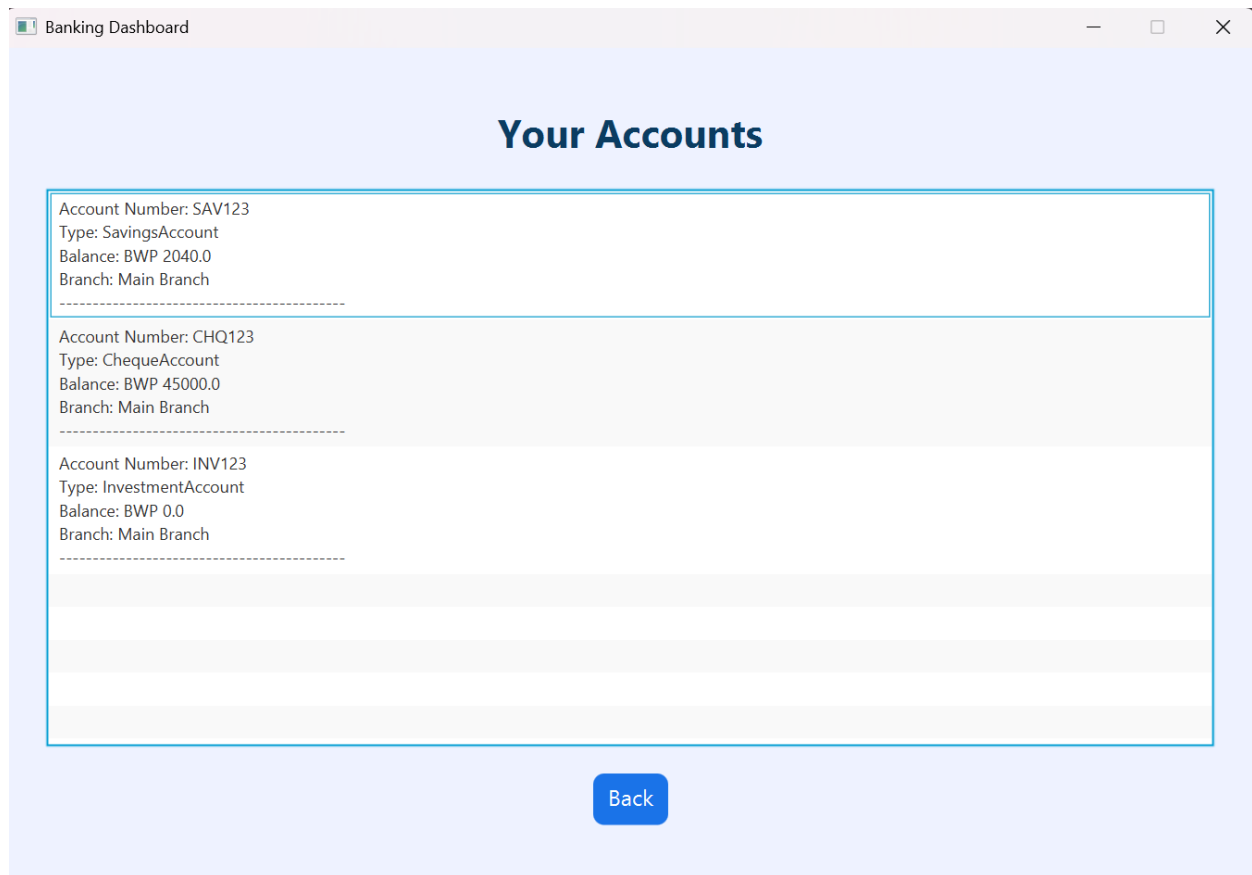 Banking Dashboard
Your Accounts
Account Number: SAV123
Type: SavingsAccount
Balance: BWP 2040.0
Branch: Main Branch
-------------------------------------------
Account Number: CHQ123
Type: ChequeAccount
Balance: BWP 45000.0
Branch: Main Branch
-------------------------------------------
Account Number: INV123
Type: InvestmentAccount
Balance: BWP 0.0
Branch: Main Branch
-------------------------------------------
Back